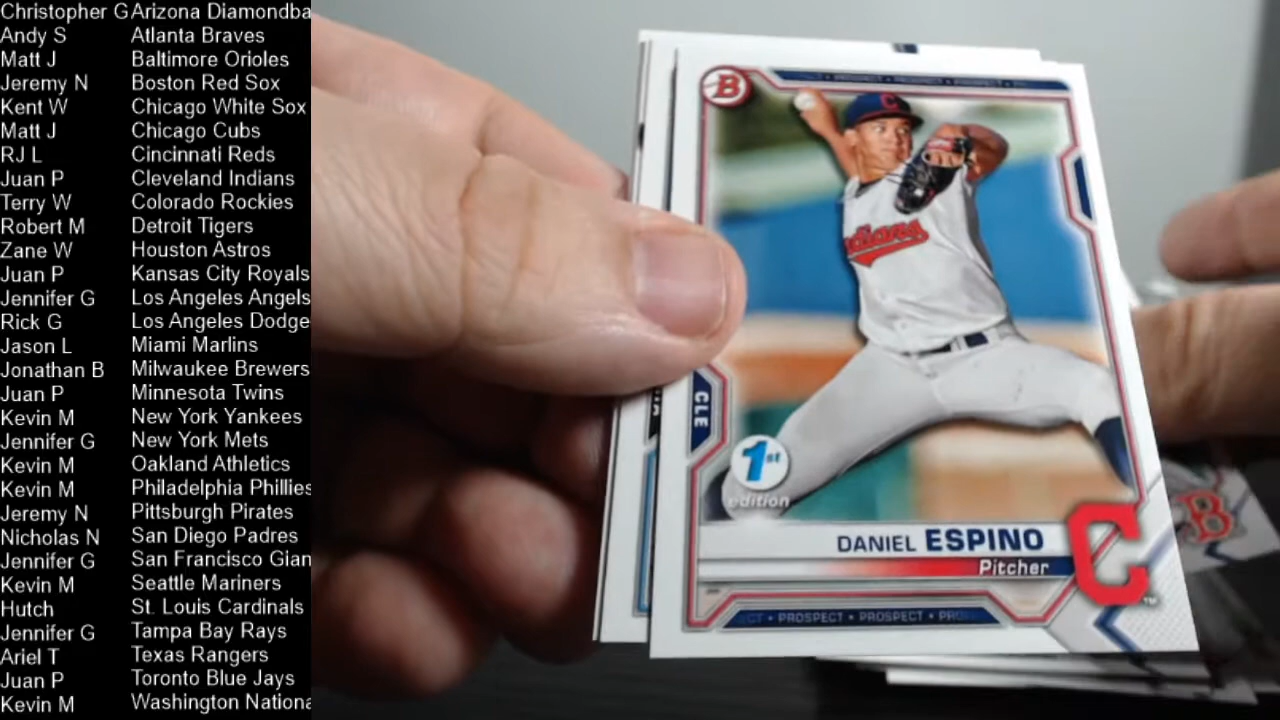 Christopher G Arizona Diamondba
Andy S Atlanta Braves
Matt J Baltimore Orioles
Jeremy N Boston Red Sox
Kent W Chicago White Sox
Matt J Chicago Cubs
RJ L Cincinnati Reds
Juan P Cleveland Indians
Terry W Colorado Rockies
Robert M Detroit Tigers
Zane W Houston Astros
Juan P Kansas City Royals
Jennifer G Los Angeles Angels
Rick G Los Angeles Dodge
Jason L Miami Marlins
Jonathan B Milwaukee Brewers
Juan P Minnesota Twins
Kevin M New York Yankees
Jennifer G New York Mets
Kevin M Oakland Athletics
Kevin M Philadelphia Phillies
Jeremy N Pittsburgh Pirates
Nicholas N San Diego Padres
Jennifer G San Francisco Gian
Kevin M Seattle Mariners
Hutch St. Louis Cardinals
Jennifer G Tampa Bay Rays
Ariel T Texas Rangers
Juan P Toronto Blue Jays
Kevin M Washington Nationa
B
C
Indians
CLE
1st
edition
DANIEL ESPINO
Pitcher
C
TM
B
PROSPECT • PROSPECT